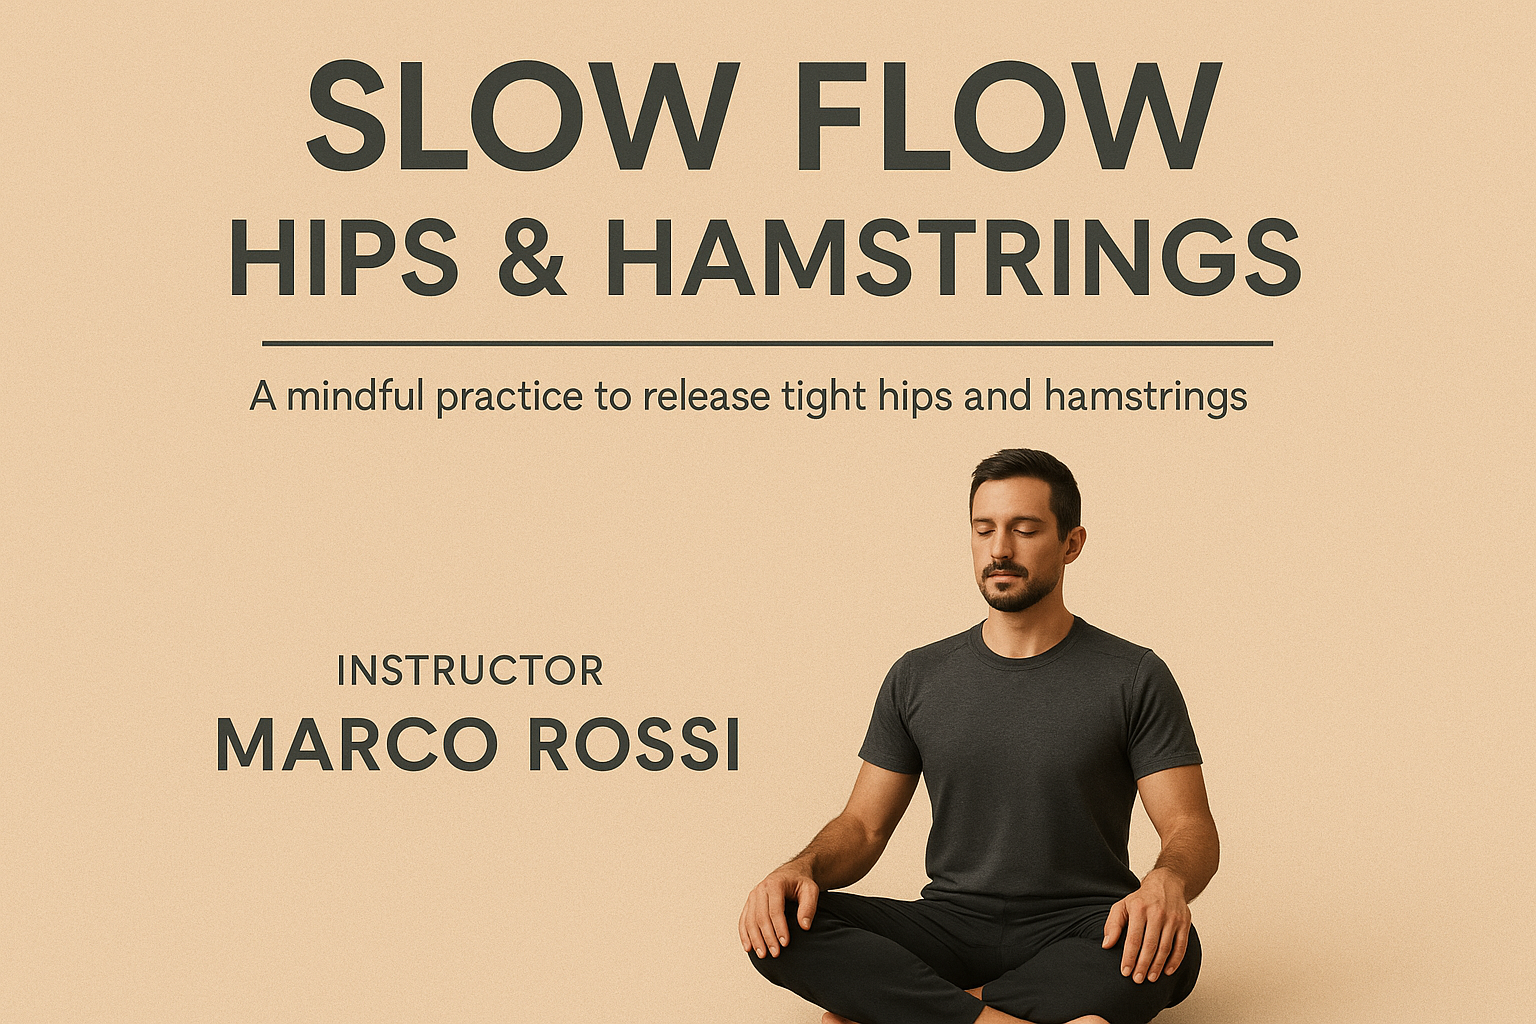 SLOW FLOW
HIPS & HAMSTRINGS
A mindful practice to release tight hips and hamstrings
INSTRUCTOR
MARCO ROSSI